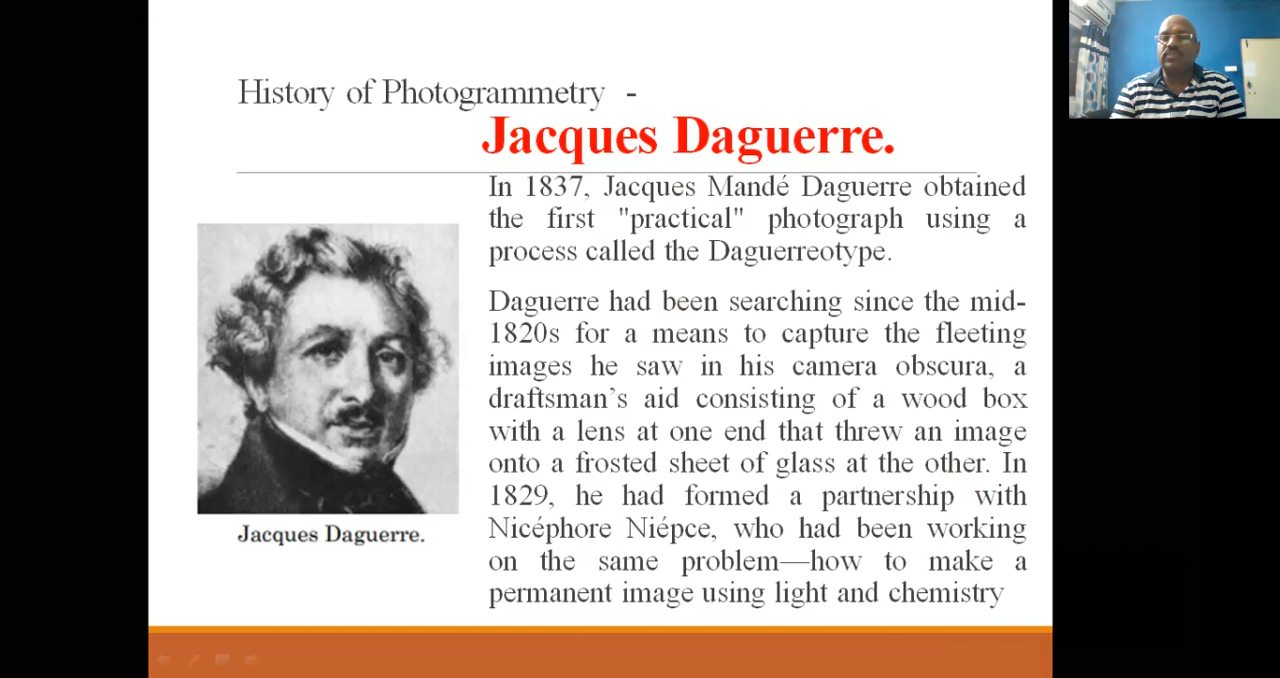 History of Photogrammetry -
Jacques Daguerre.
In 1837, Jacques Mandé Daguerre obtained
the first "practical" photograph using a
process called the Daguerreotype.
Daguerre had been searching since the mid-
1820s for a means to capture the fleeting
images he saw in his camera obscura, a
draftsman’s aid consisting of a wood box
with a lens at one end that threw an image
onto a frosted sheet of glass at the other. In
1829, he had formed a partnership with
Nicéphore Niépce, who had been working
on the same problem—how to make a
permanent image using light and chemistry
Jacques Daguerre.